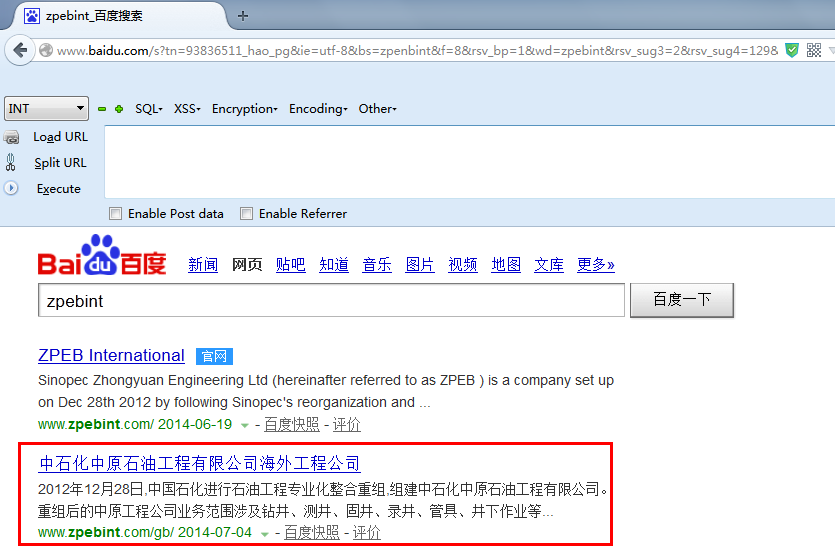 zpebint_百度搜索
www.baidu.com/s?tn=93836511_hao_pg&ie=utf-8&bs=zpenbint&f=8&rsv_bp=1&wd=zpebint&rsv_sug3=2&rsv_sug4=129&
INT SQL XSS Encryption Encoding Other
Load URL
Split URL
Execute
Enable Post data Enable Referrer
Bai du 百度 新闻 网页 贴吧 知道 音乐 图片 视频 地图 文库 更多»
zpebint 百度一下
ZPEB International 官网
Sinopec Zhongyuan Engineering Ltd (hereinafter referred to as ZPEB ) is a company set up
on Dec 28th 2012 by following Sinopec's reorganization and ...
www.zpebint.com/ 2014-06-19 - 百度快照 - 评价
中石化中原石油工程有限公司海外工程公司
2012年12月28日,中国石化进行石油工程专业化整合重组,组建中石化中原石油工程有限公司。
重组后的中原工程公司业务范围涉及钻井、测井、固井、录井、管具、井下作业等...
www.zpebint.com/gb/ 2014-07-04 - 百度快照 - 评价